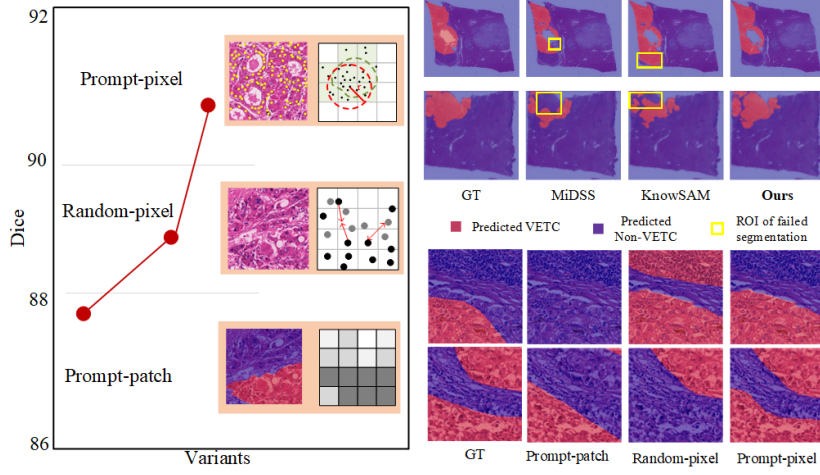 92
Prompt-pixel
90
Random-pixel
Dice
88
Prompt-patch
86
Variants
GT MiDSS KnowSAM Ours
Predicted VETC Predicted Non-VETC ROI of failed segmentation
GT Prompt-patch Random-pixel Prompt-pixel